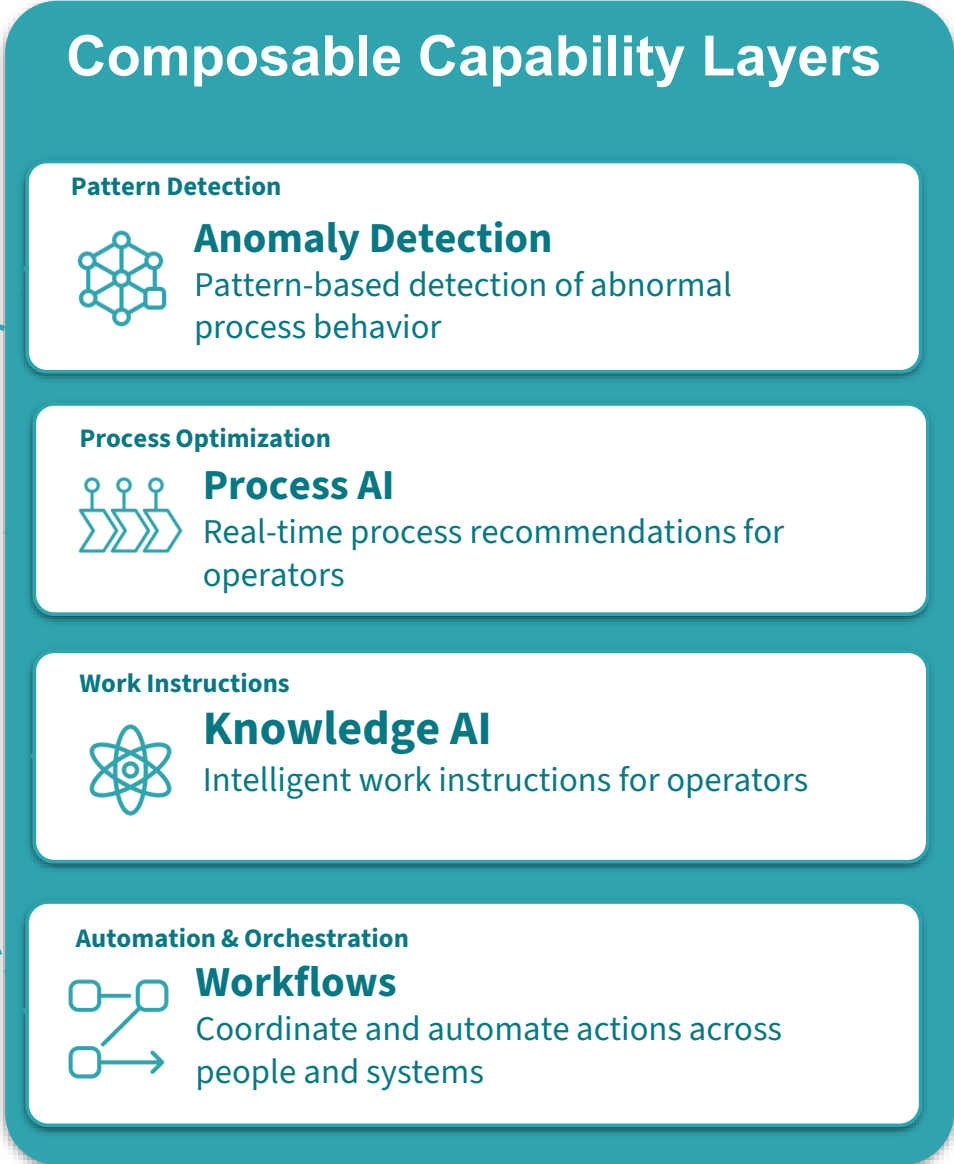 Composable Capability Layers
Pattern Detection
Anomaly Detection
Pattern-based detection of abnormal
process behavior
Process Optimization
Process AI
Real-time process recommendations for
operators
Work Instructions
Knowledge AI
Intelligent work instructions for operators
Automation & Orchestration
Workflows
Coordinate and automate actions across
people and systems